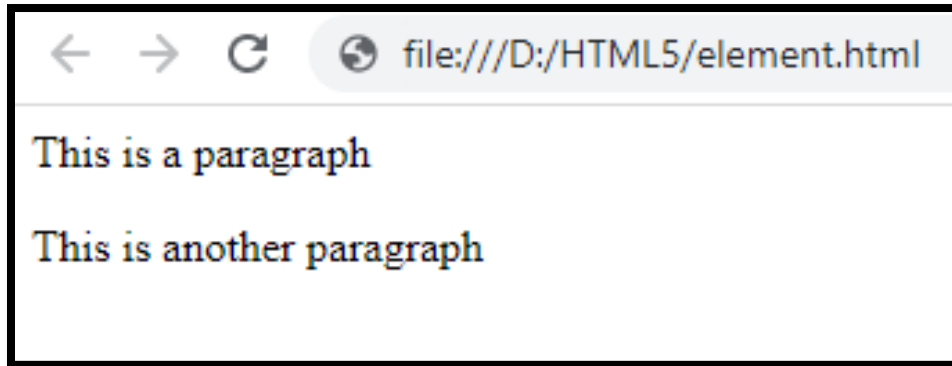 file:///D:/HTML5/element.html
This is a paragraph
This is another paragraph